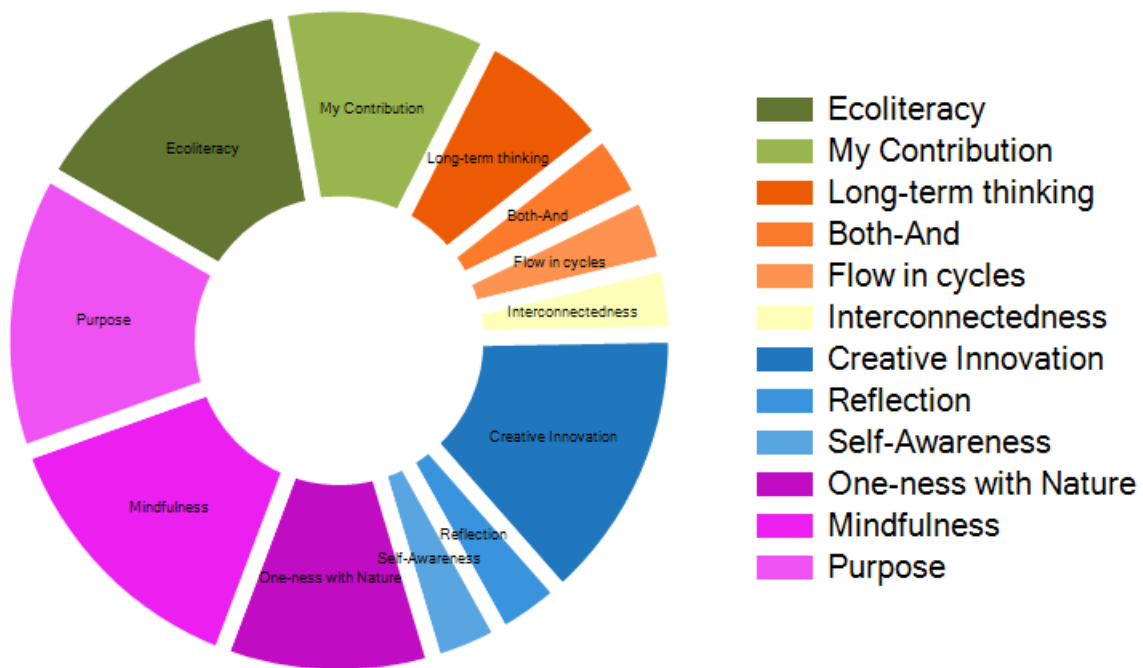 My Contribution
Ecoliteracy
Long-term thinking
Both-And
Flow in cycles
Interconnectedness
Purpose
Creative Innovation
Mindfulness
Reflection
Self-Awareness
One-ness with Nature
Ecoliteracy
My Contribution
Long-term thinking
Both-And
Flow in cycles
Interconnectedness
Creative Innovation
Reflection
Self-Awareness
One-ness with Nature
Mindfulness
Purpose